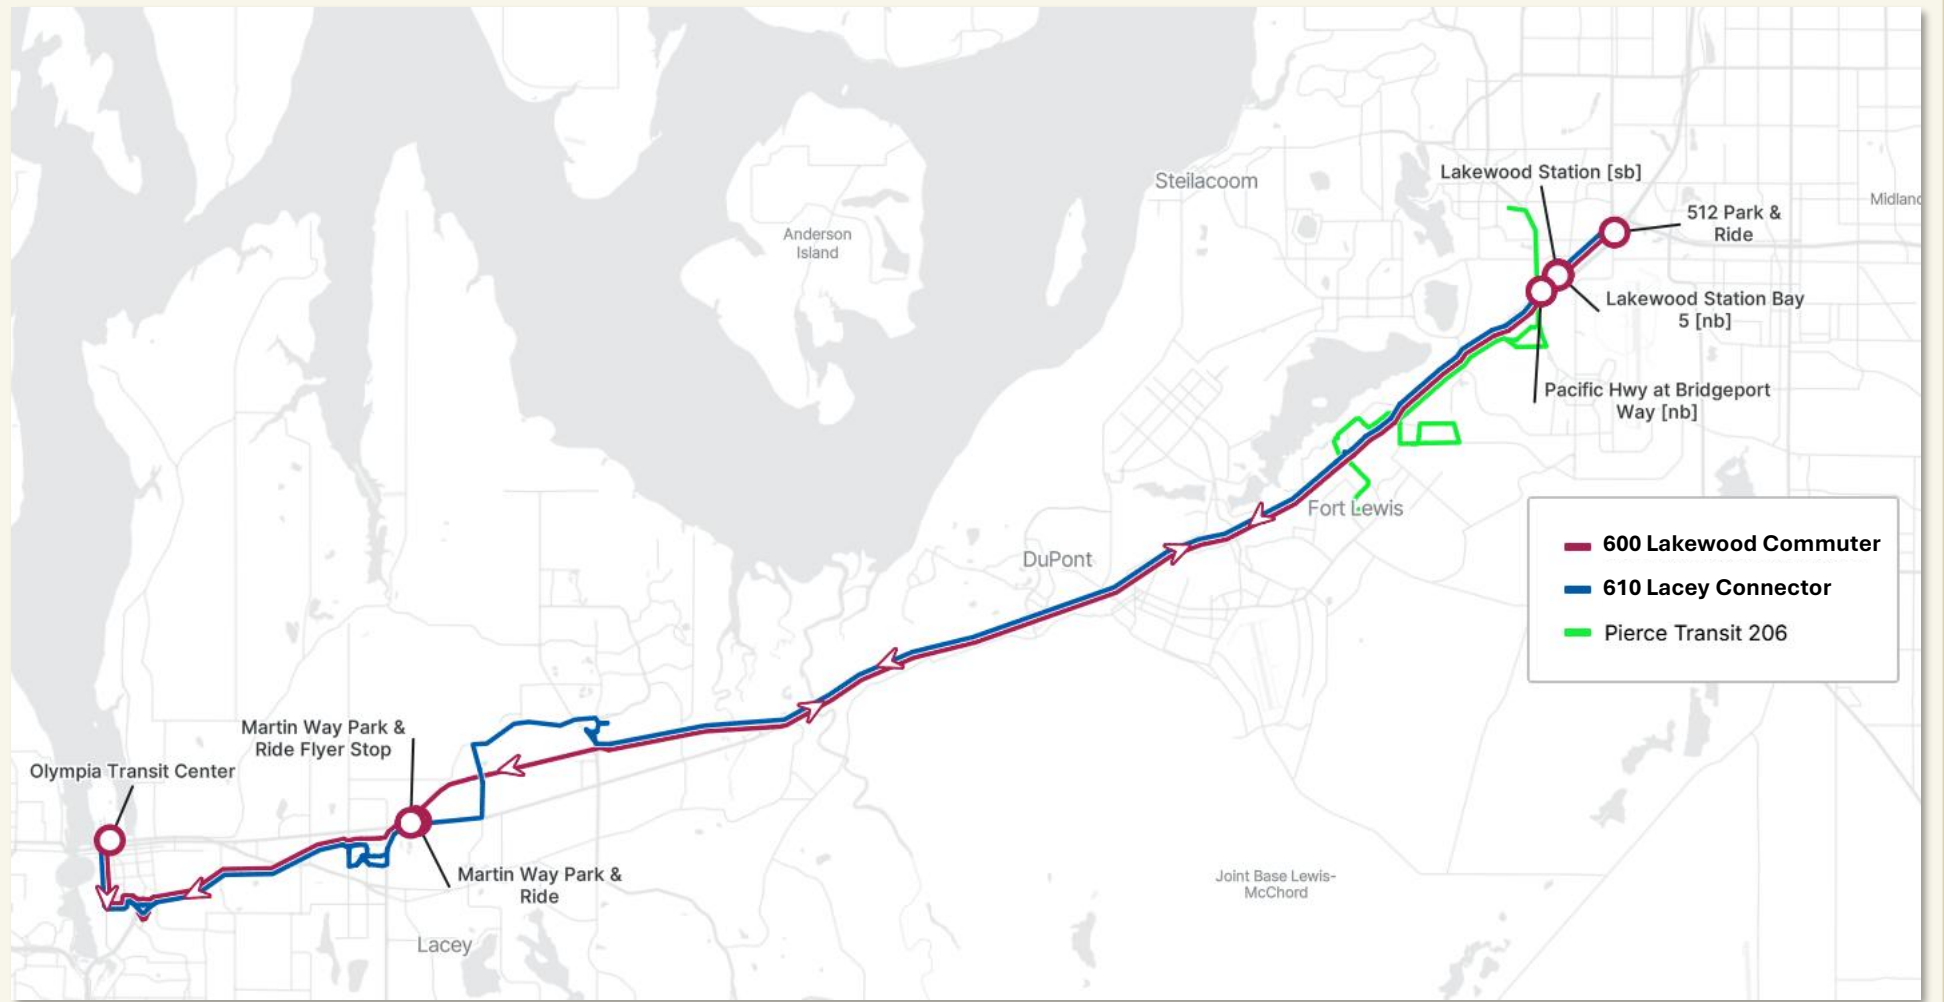 Steilacoom
Lakewood Station [sb]
Midland
512 Park &
Ride
Anderson
Island
Lakewood Station Bay
5 [nb]
Pacific Hwy at Bridgeport
Way [nb]
Fort Lewis
DuPont
600 Lakewood Commuter
610 Lacey Connector
Pierce Transit 206
Martin Way Park &
Ride Flyer Stop
Olympia Transit Center
Martin Way Park &
Ride
Joint Base Lewis-
McChord
Lacey